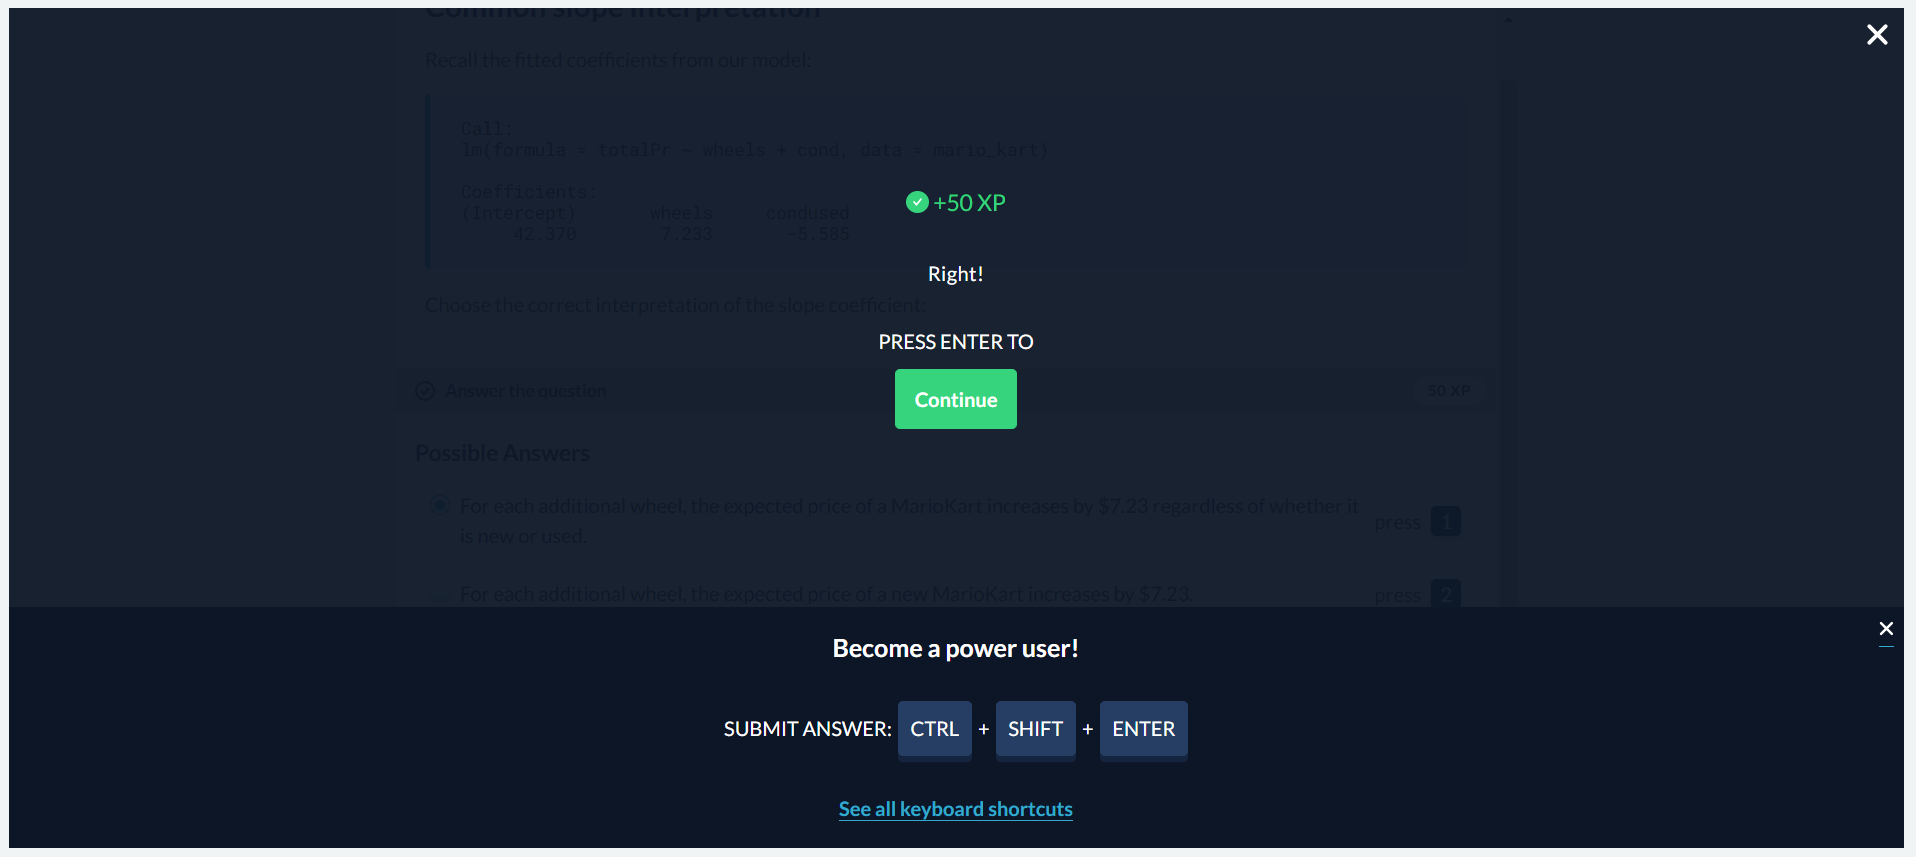 Common slope interpretation
Recall the fitted coefficients from our model:
Call:
lm(formula = totalPr ~ wheels + cond, data = mario_kart)
Coefficients:
(Intercept) wheels condused
42.370 7.233 -5.585
+50 XP
Right!
Choose the correct interpretation of the slope coefficient:
PRESS ENTER TO
Continue
Answer the question 50 XP
Possible Answers
For each additional wheel, the expected price of a MarioKart increases by $7.23 regardless of whether it
is new or used.
press 1
For each additional wheel, the expected price of a new MarioKart increases by $7.23.
press 2
Become a power user!
SUBMIT ANSWER: CTRL + SHIFT + ENTER
See all keyboard shortcuts